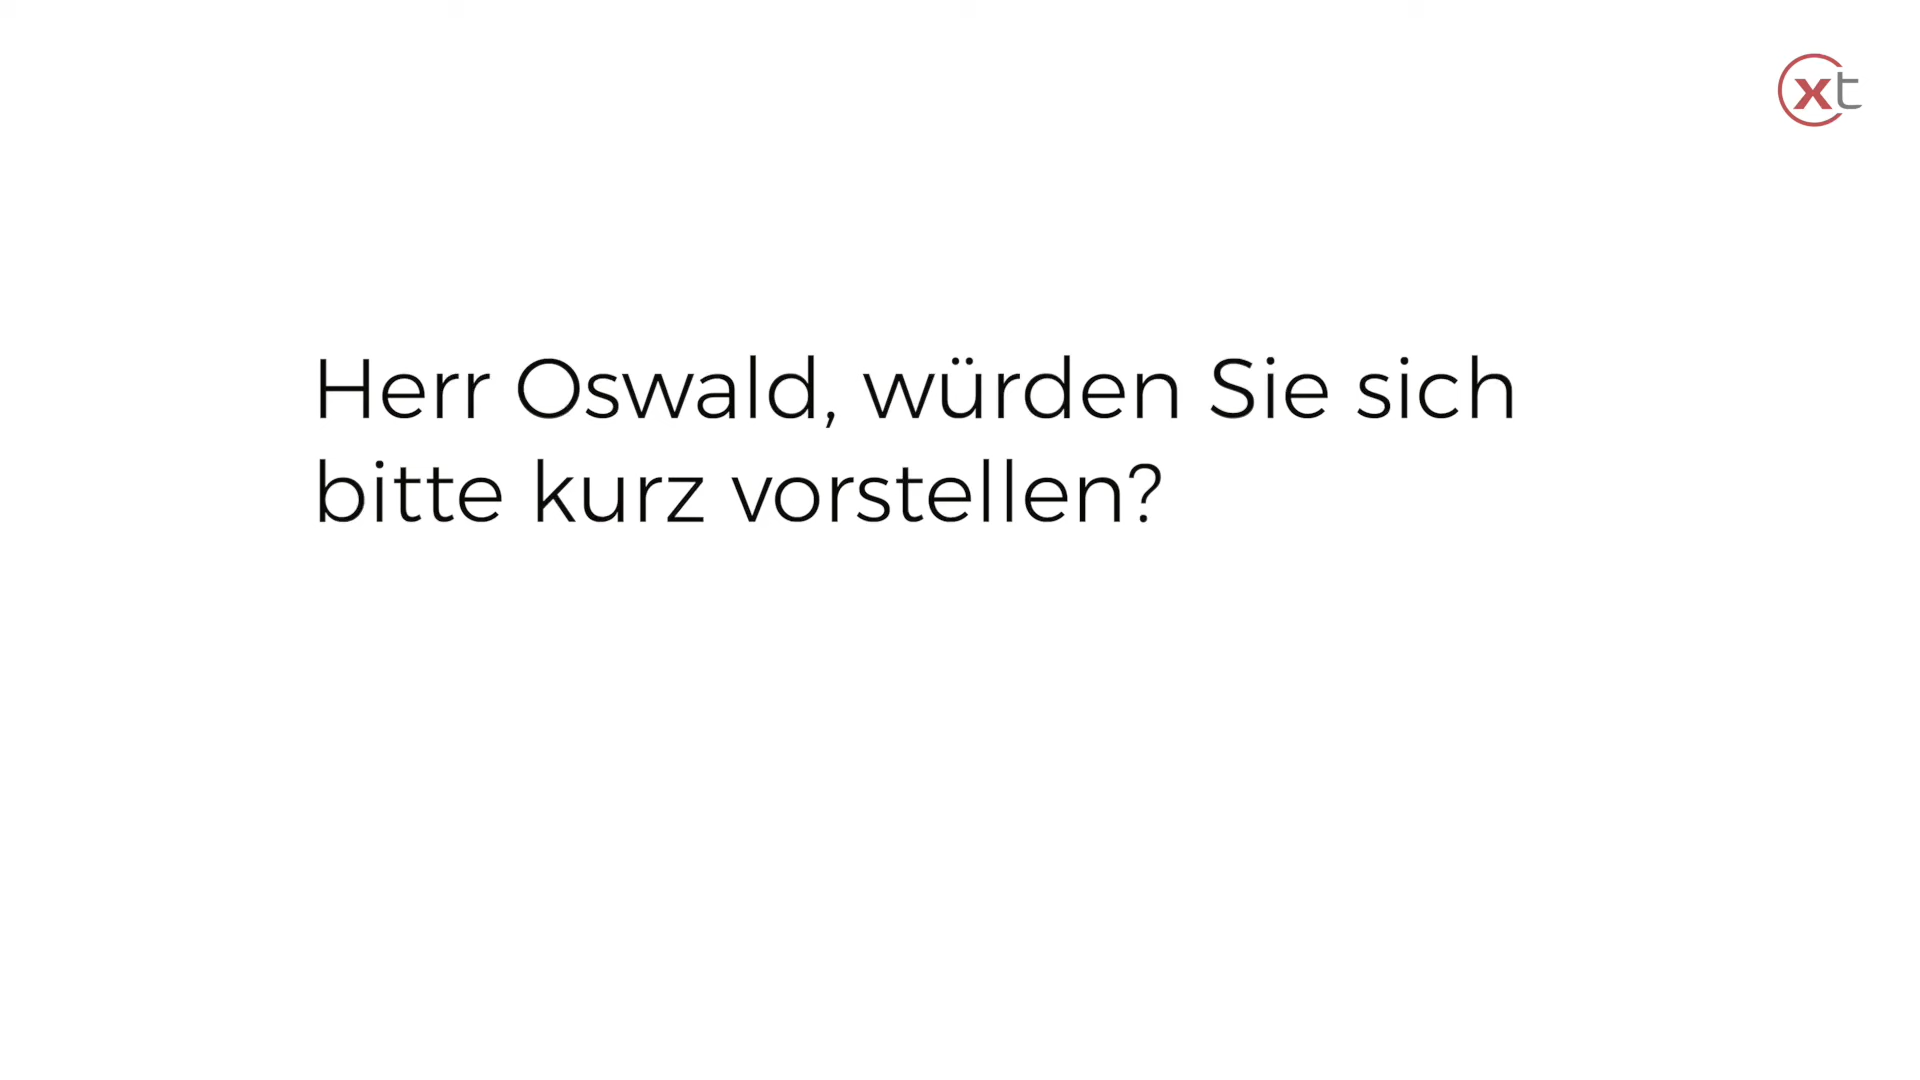 xt
Herr Oswald, würden Sie sich
bitte kurz vorstellen?